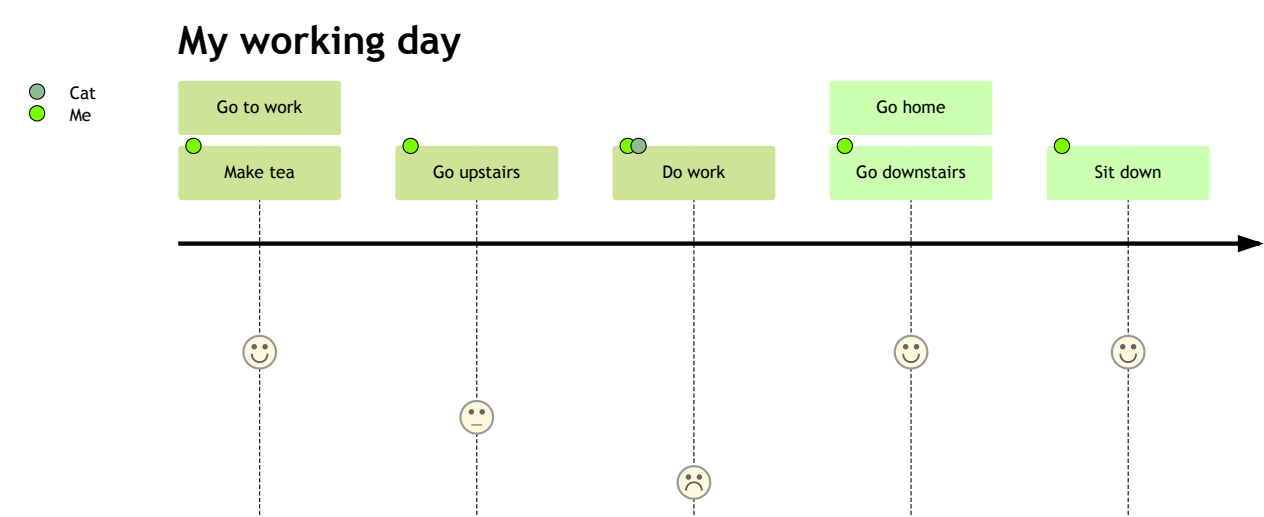 My working day
Cat
Me
Go to work
Go home
Make tea
Go upstairs
Do work
Go downstairs
Sit down